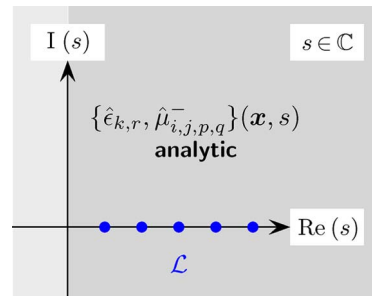 I (s)
s ∈ ℂ
{ϵ̂ₖ,ᵣ, μ̂⁻ᵢ,ⱼ,ₚ,q}(x, s)
analytic
Re (s)
ℒ